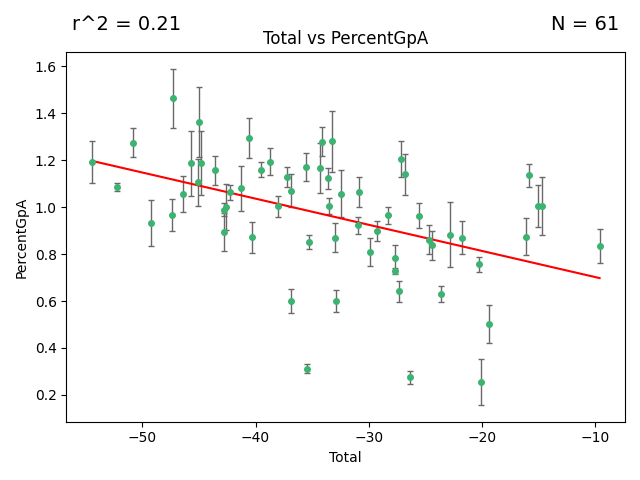 r^2 = 0.21 N = 61
Total vs PercentGpA
1.6
1.4
1.2
1.0
0.8
0.6
0.4
0.2
PercentGpA
−50 −40 −30 −20 −10
Total